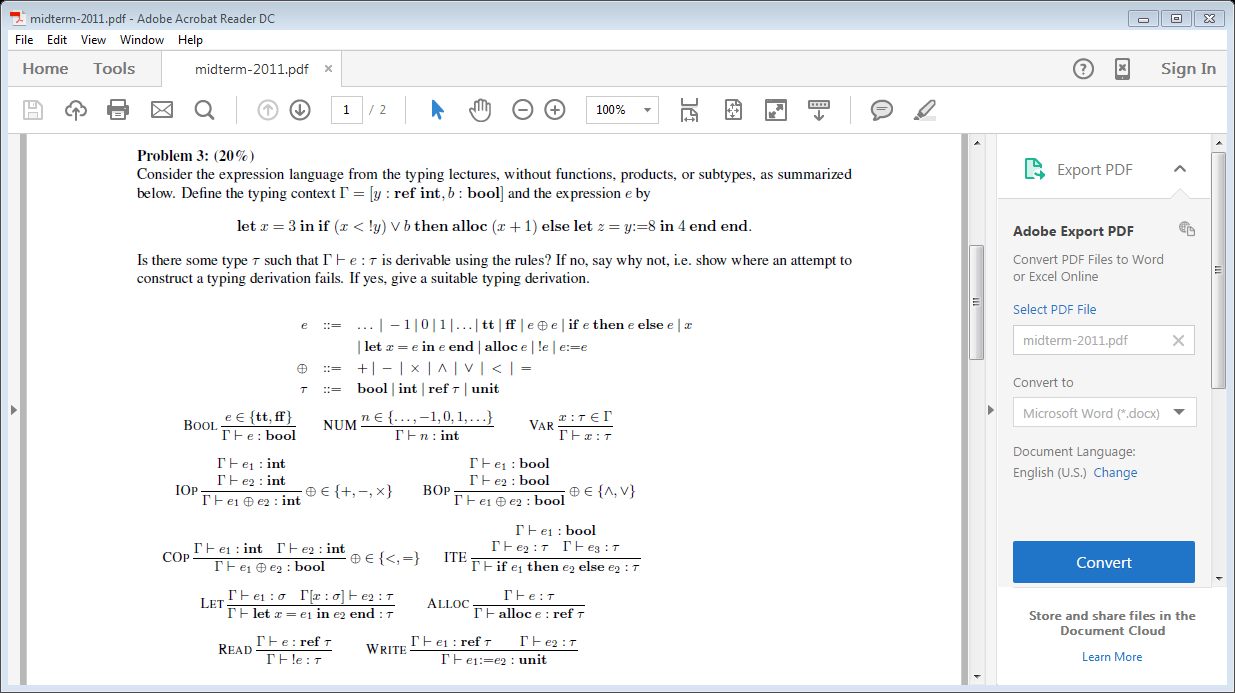 midterm-2011.pdf - Adobe Acrobat Reader DC
File Edit View Window Help
Home Tools midterm-2011.pdf × ? Sign In
1 / 2 100%
Problem 3: (20%)
Consider the expression language from the typing lectures, without functions, products, or subtypes, as summarized
below. Define the typing context Γ = [y : ref int, b : bool] and the expression e by
let x = 3 in if (x < !y) ∨ b then alloc (x + 1) else let z = y:=8 in 4 end end.
Is there some type τ such that Γ ⊢ e : τ is derivable using the rules? If no, say why not, i.e. show where an attempt to
construct a typing derivation fails. If yes, give a suitable typing derivation.
e ::= … | − 1 | 0 | 1 | … | tt | ff | e ⊕ e | if e then e else e | x
| let x = e in e end | alloc e | !e | e:=e
⊕ ::= + | − | × | ∧ | ∨ | < | =
τ ::= bool | int | ref τ | unit
e ∈ {tt, ff} n ∈ {…, −1, 0, 1, …} x : τ ∈ Γ
BOOL NUM VAR
Γ ⊢ e : bool Γ ⊢ n : int Γ ⊢ x : τ
Γ ⊢ e1 : int Γ ⊢ e1 : bool
Γ ⊢ e2 : int Γ ⊢ e2 : bool
IOP ⊕ ∈ {+, −, ×} BOP ⊕ ∈ {∧, ∨}
Γ ⊢ e1 ⊕ e2 : int Γ ⊢ e1 ⊕ e2 : bool
Γ ⊢ e1 : bool
Γ ⊢ e1 : int Γ ⊢ e2 : int Γ ⊢ e2 : τ Γ ⊢ e3 : τ
COP ⊕ ∈ {<, =} ITE
Γ ⊢ e1 ⊕ e2 : bool Γ ⊢ if e1 then e2 else e2 : τ
Γ ⊢ e1 : σ Γ[x : σ] ⊢ e2 : τ Γ ⊢ e : τ
LET ALLOC
Γ ⊢ let x = e1 in e2 end : τ Γ ⊢ alloc e : ref τ
Γ ⊢ e : ref τ Γ ⊢ e1 : ref τ Γ ⊢ e2 : τ
READ WRITE
Γ ⊢ !e : τ Γ ⊢ e1:=e2 : unit
Export PDF
Adobe Export PDF
Convert PDF Files to Word
or Excel Online
Select PDF File
midterm-2011.pdf
Convert to
Microsoft Word (*.docx)
Document Language:
English (U.S.) Change
Convert
Store and share files in the
Document Cloud
Learn More